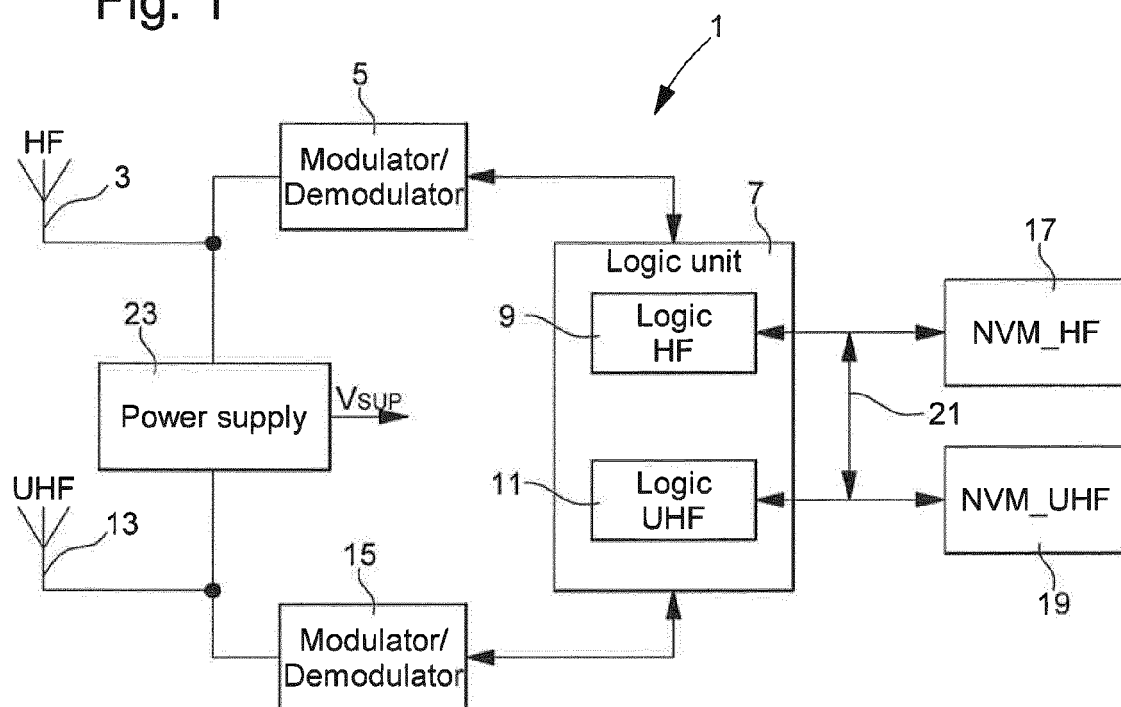 Fig. 1
1
5
HF
Modulator/
Demodulator
3
7
17
Logic unit
9
Logic
HF
NVM_HF
23
Power supply
VSUP
21
UHF
11
Logic
UHF
NVM_UHF
13
15
19
Modulator/
Demodulator